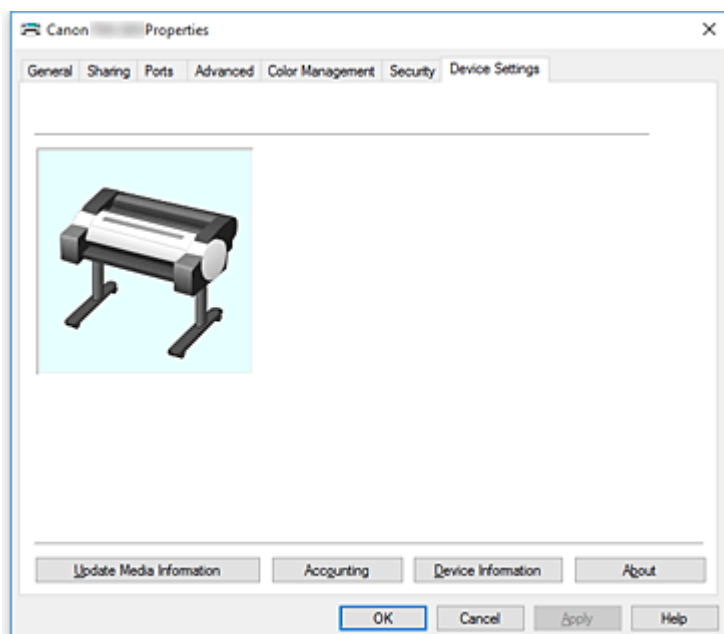 Canon Properties
General Sharing Ports Advanced Color Management Security Device Settings
Update Media Information Accounting Device Information About
OK Cancel Apply Help